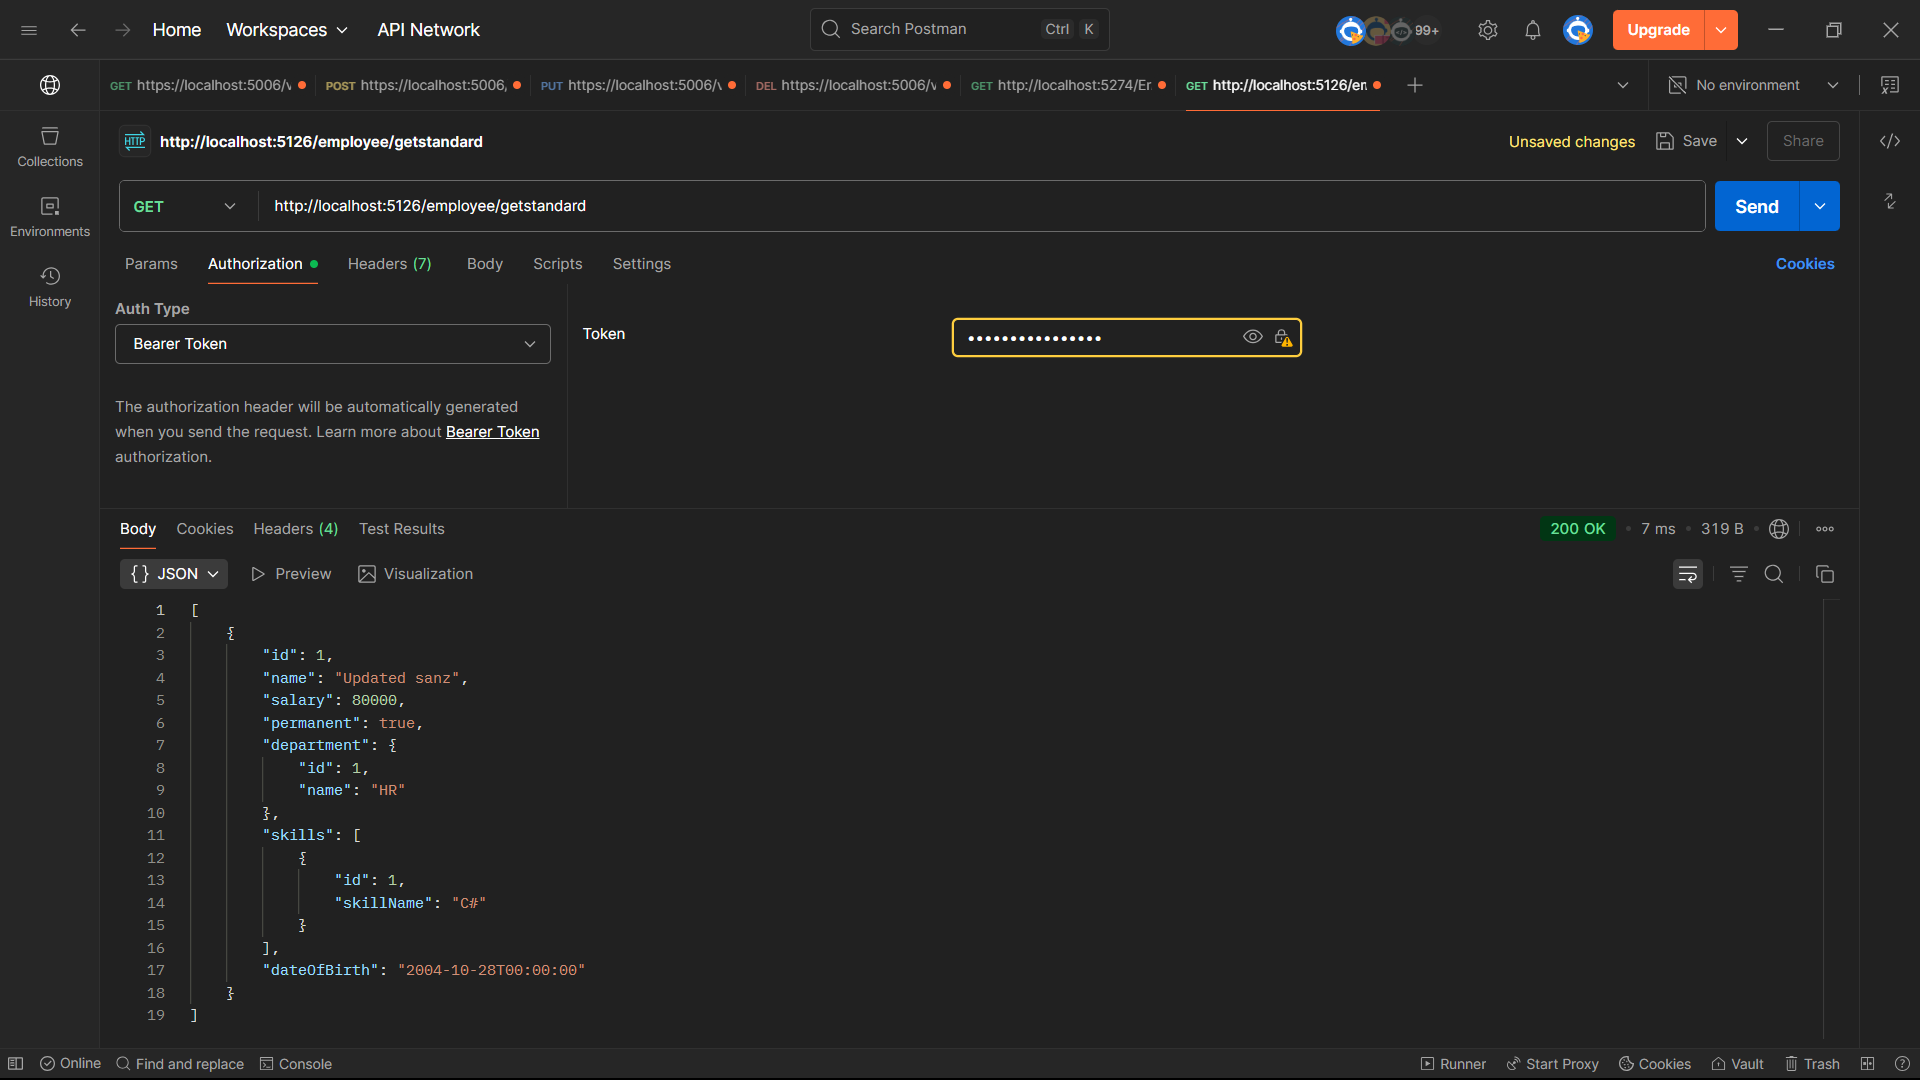 Home Workspaces API Network Search Postman Ctrl K 99+ Upgrade
GET https://localhost:5006/v POST https://localhost:5006, PUT https://localhost:5006/v DEL https://localhost:5006/v GET http://localhost:5274/En GET http://localhost:5126/em No environment
Collections
Environments
History
HTTP http://localhost:5126/employee/getstandard Unsaved changes Save Share
GET http://localhost:5126/employee/getstandard Send
Params Authorization Headers (7) Body Scripts Settings Cookies
Auth Type
Bearer Token
Token
The authorization header will be automatically generated
when you send the request. Learn more about Bearer Token
authorization.
Body Cookies Headers (4) Test Results 200 OK • 7 ms • 319 B
{} JSON Preview Visualization
1 [
2 {
3 "id": 1,
4 "name": "Updated sanz",
5 "salary": 80000,
6 "permanent": true,
7 "department": {
8 "id": 1,
9 "name": "HR"
10 },
11 "skills": [
12 {
13 "id": 1,
14 "skillName": "C#"
15 }
16 ],
17 "dateOfBirth": "2004-10-28T00:00:00"
18 }
19 ]
Online Find and replace Console Runner Start Proxy Cookies Vault Trash